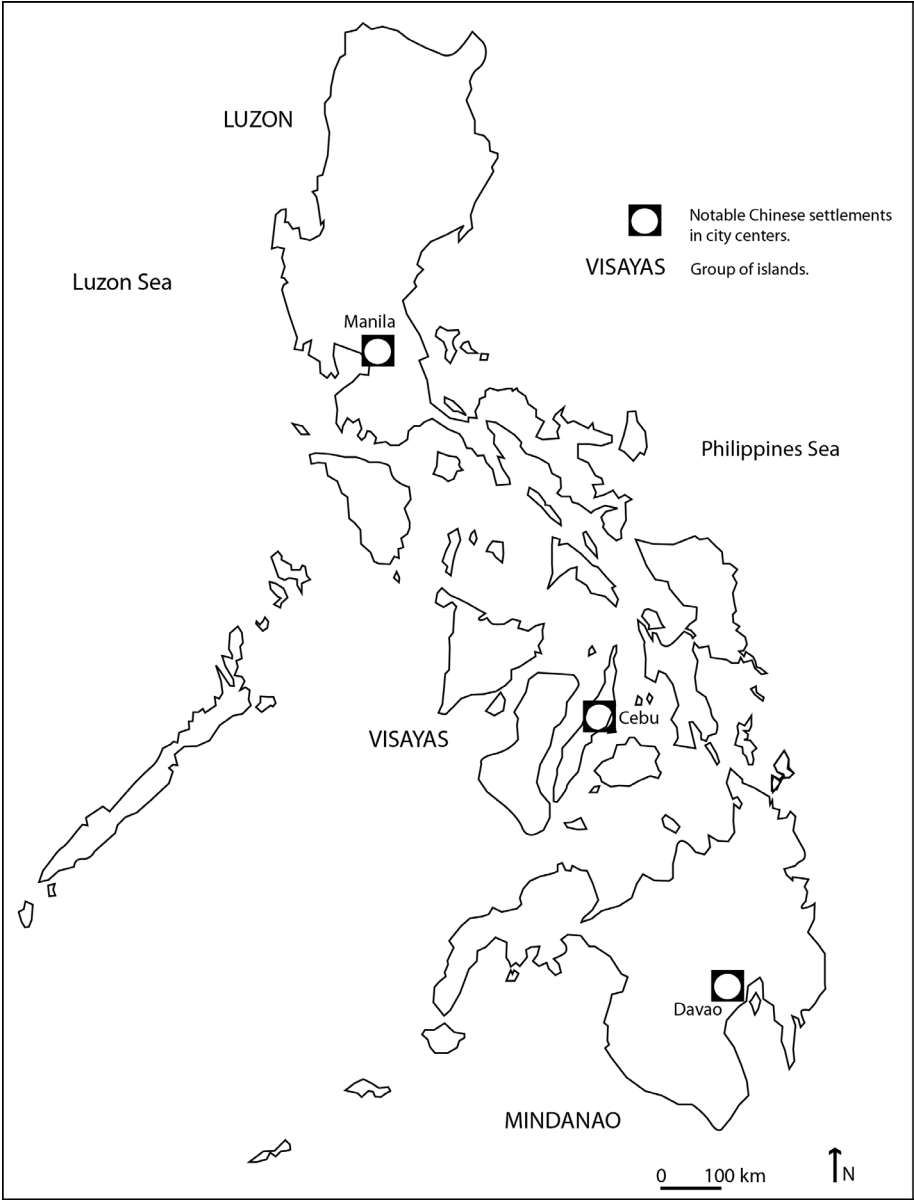 LUZON
Notable Chinese settlements
in city centers.
VISAYAS Group of islands.
Luzon Sea
Manila
Philippines Sea
Cebu
VISAYAS
Davao
MINDANAO
0 100 km
N